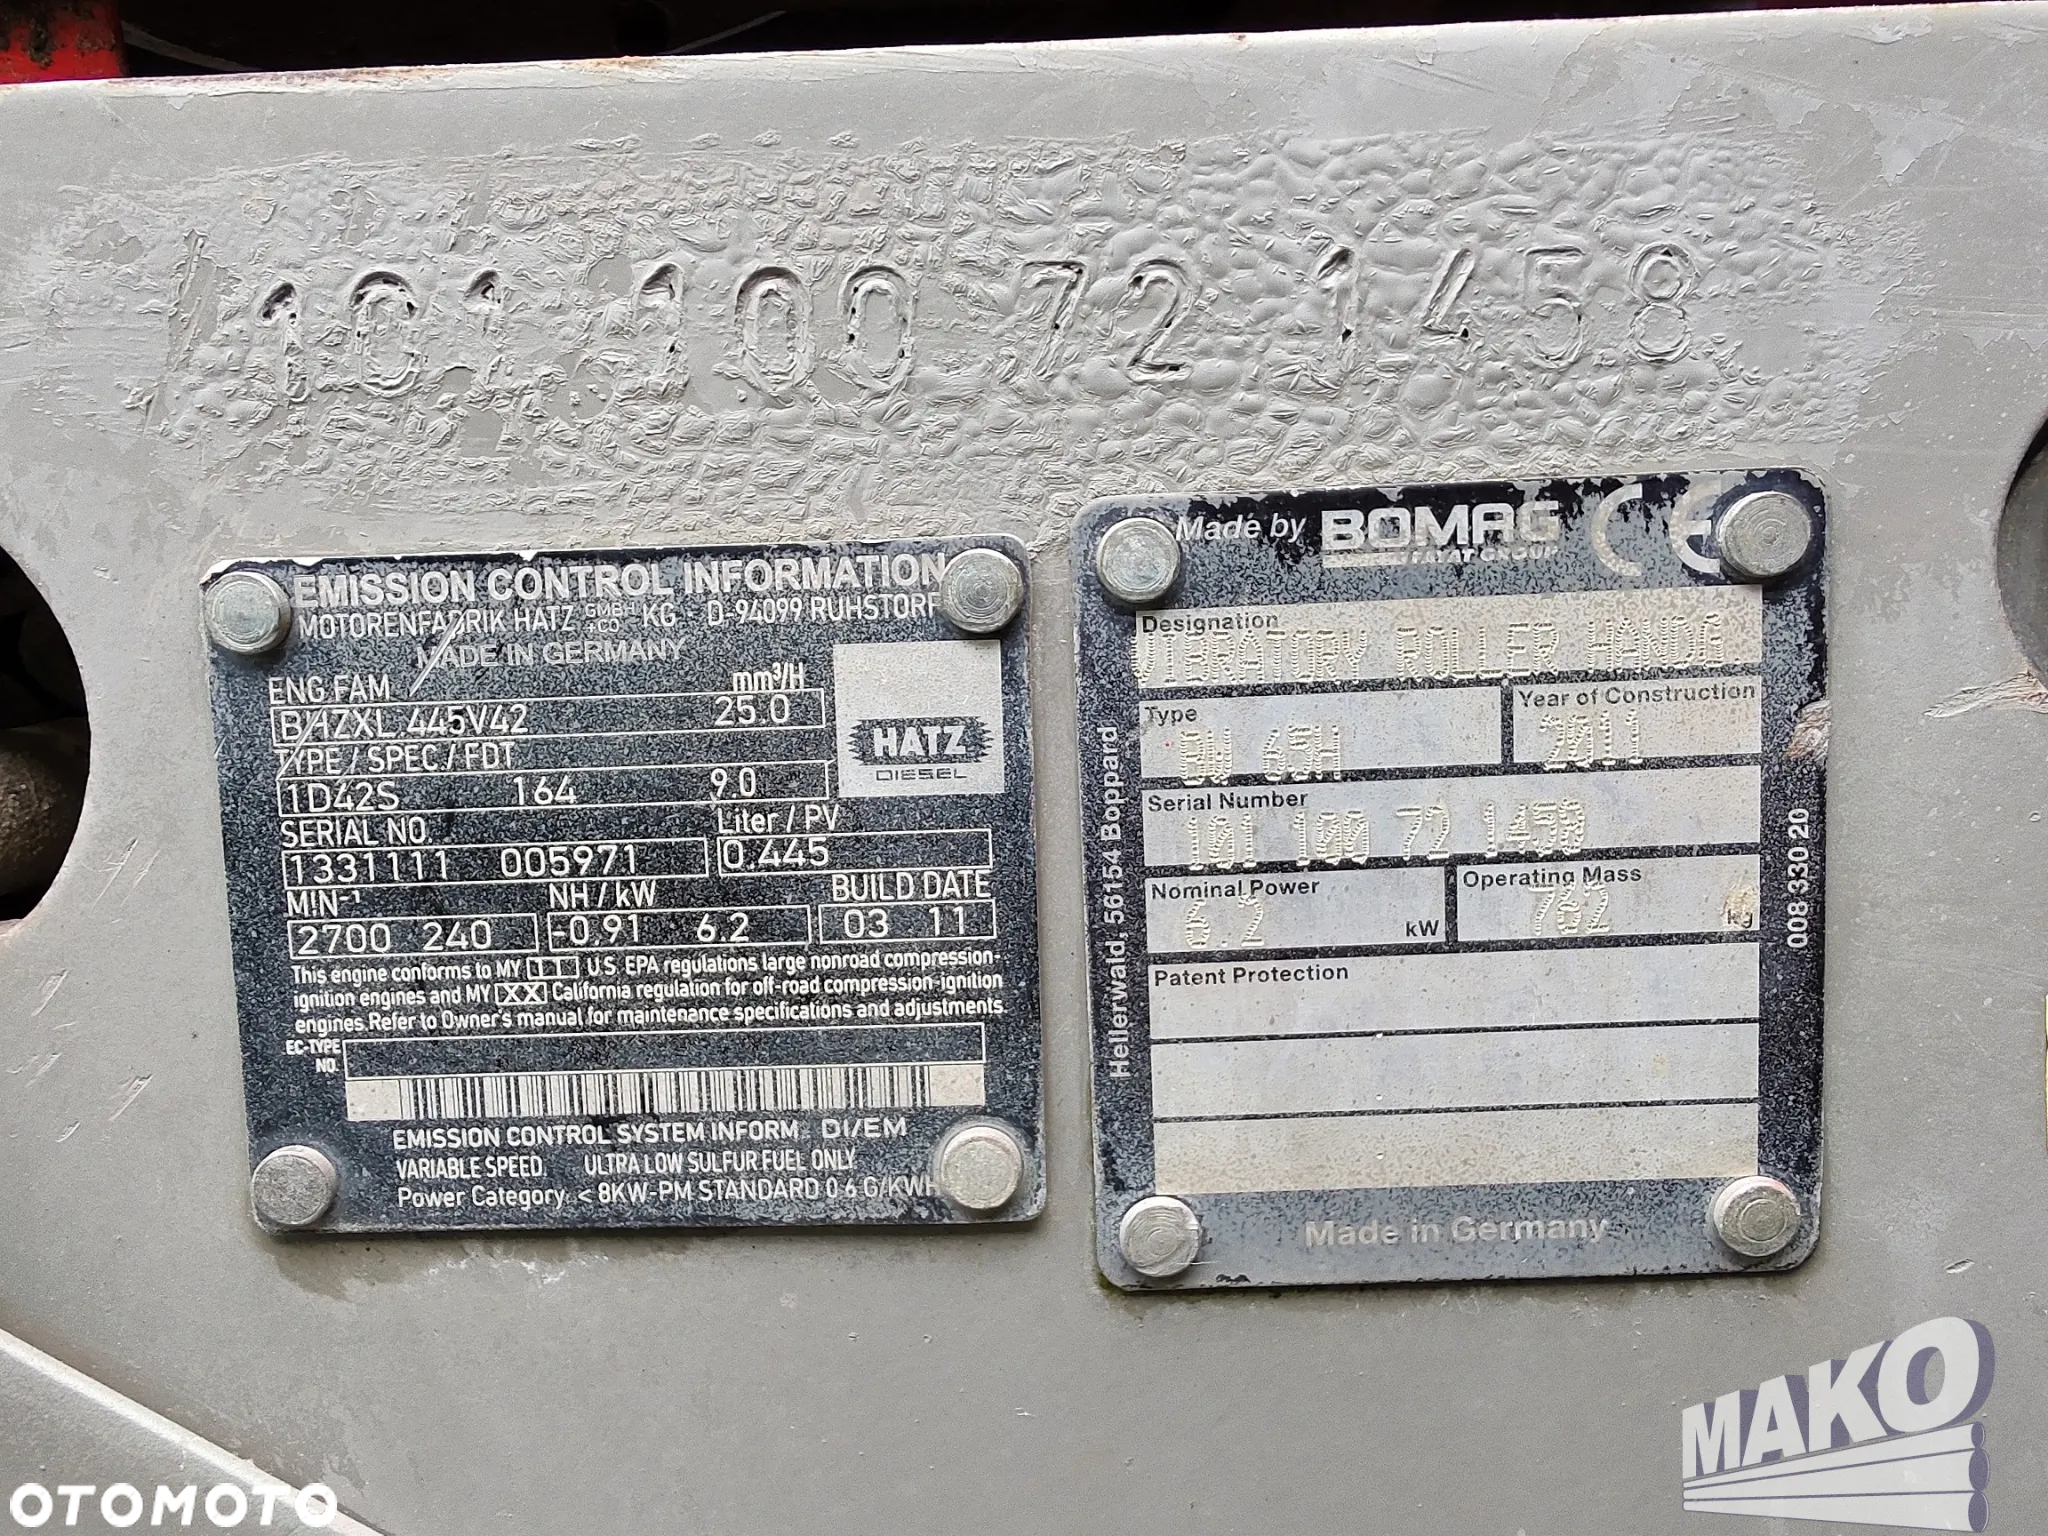 101 100 72 1458
EMISSION CONTROL INFORMATION
MOTORENFABRIK HATZ GMBH +CO KG - D-94099 RUHSTORF
MADE IN GERMANY
ENG FAM mm³/H
BHZXL.445V42 25.0
TYPE / SPEC. / FDT
1D42S 164 9.0
HATZ
DIESEL
SERIAL NO. Liter / PV
1331111 005971 0.445
MIN-¹ NH / kW BUILD DATE
2700 240 -0.91 6.2 03 11
This engine conforms to MY 11 U.S. EPA regulations large nonroad compression-
ignition engines and MY XX California regulation for off-road compression-ignition
engines. Refer to Owner's manual for maintenance specifications and adjustments
EC-TYPE
NO.
EMISSION CONTROL SYSTEM INFORM DI/EM
VARIABLE SPEED. ULTRA LOW SULFUR FUEL ONLY.
Power Category: < 8KW-PM STANDARD 0.6 G/KWH
Made by BOMAG CE
FAYAT GROUP
Designation
VIBRATORY ROLLER HANDG
Type Year of Construction
BW 65H 2011
Serial Number
101 100 72 1458
Nominal Power Operating Mass
6.2 kW 782 kg
Patent Protection
Made in Germany
Hellerwald, 56154 Boppard
008 330 20
MAKO
OTOMOTO